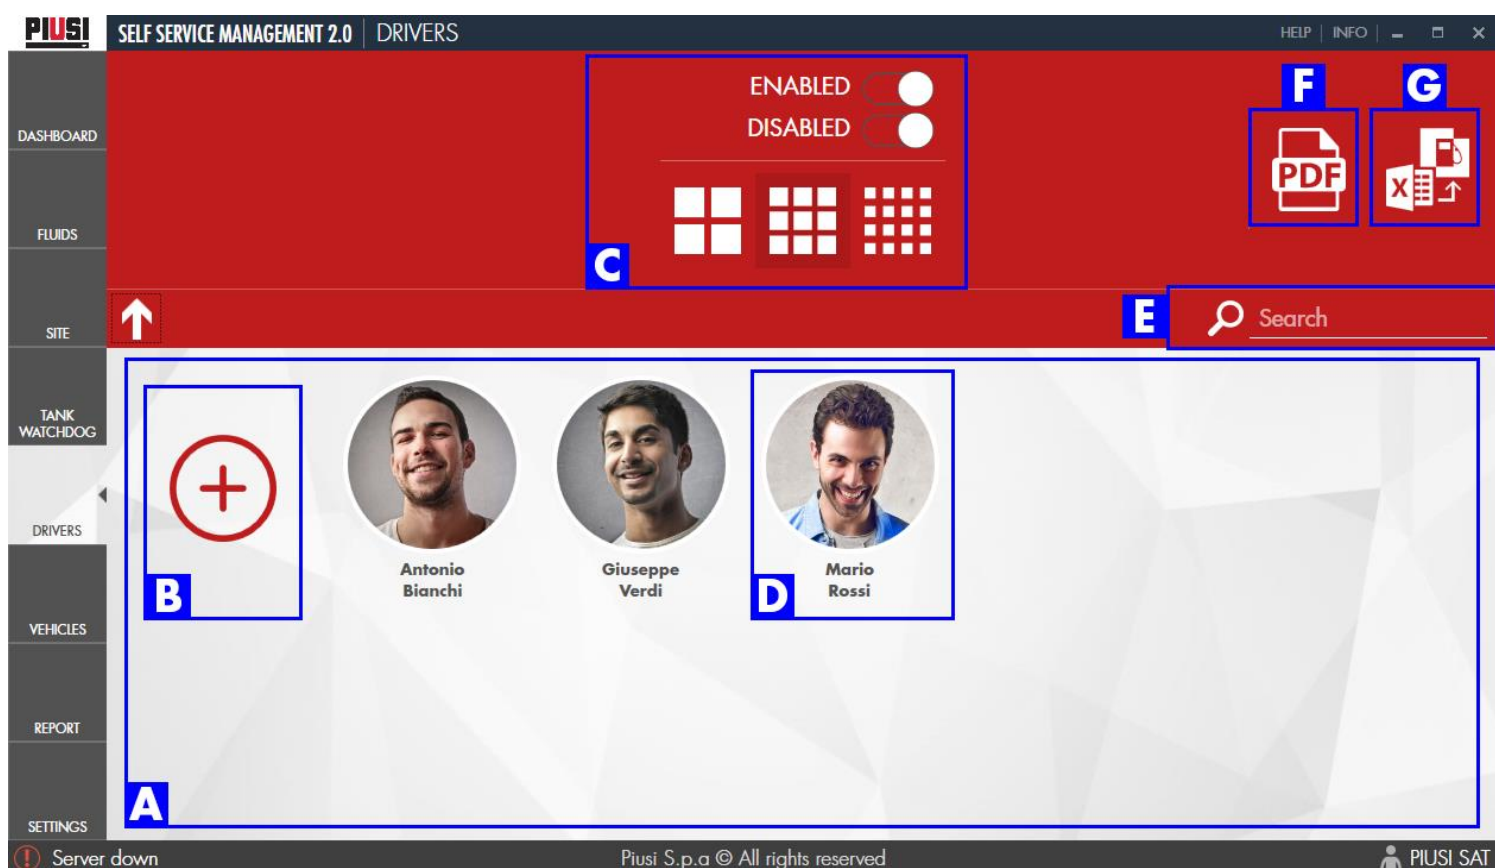 PIUSI SELF SERVICE MANAGEMENT 2.0 DRIVERS HELP INFO
ENABLED
DISABLED
C
F
G
PDF
X
E
Search
DASHBOARD
FLUIDS
SITE
TANK
WATCHDOG
DRIVERS
VEHICLES
REPORT
SETTINGS
B
Antonio
Bianchi
Giuseppe
Verdi
D
Mario
Rossi
A
Server down
Piusi S.p.a © All rights reserved
PIUSI SAT